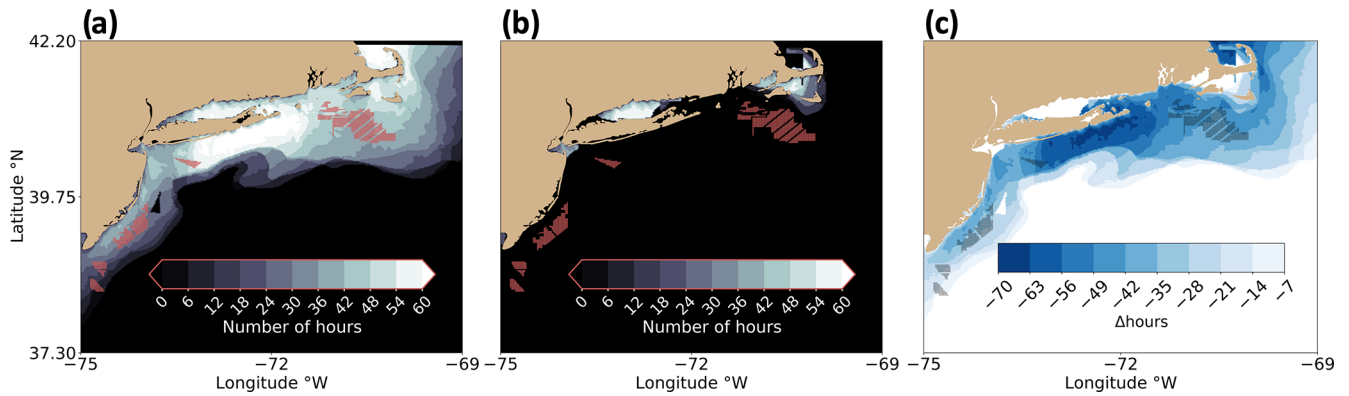 (a)
(b)
(c)
42.20
39.75
37.30
Latitude °N
0 6 12 18 24 30 36 42 48 54 60
Number of hours
0 6 12 18 24 30 36 42 48 54 60
Number of hours
−70 −63 −56 −49 −42 −35 −28 −21 −14 −7
Δhours
−75 −72 −69
−75 −72 −69
−75 −72 −69
Longitude °W
Longitude °W
Longitude °W